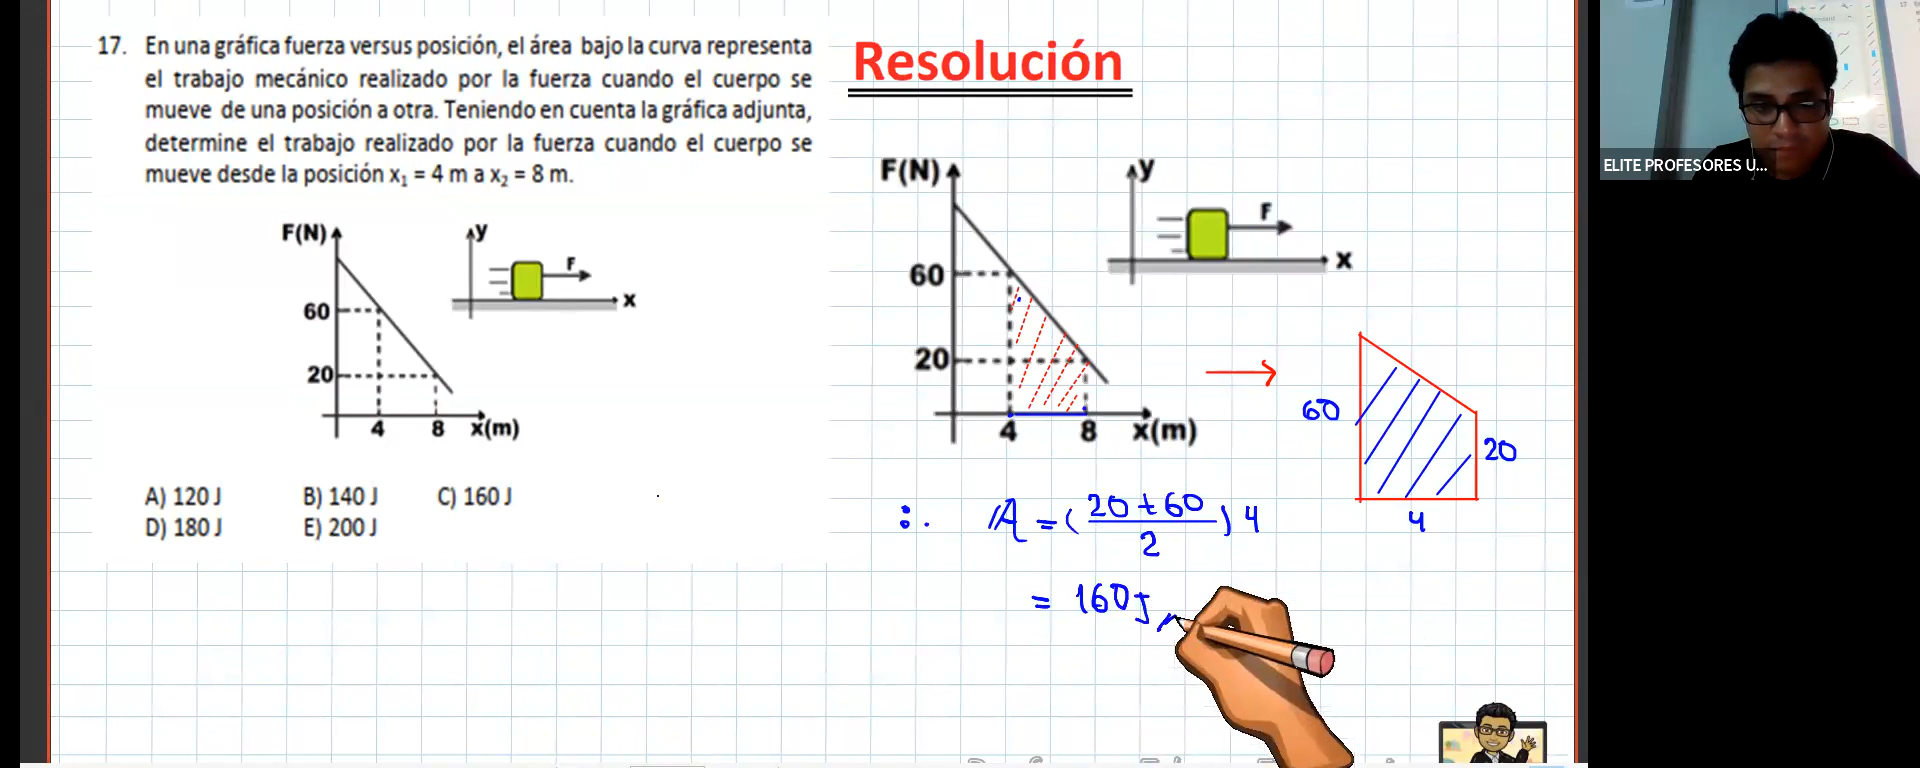 17. En una gráfica fuerza versus posición, el área bajo la curva representa
el trabajo mecánico realizado por la fuerza cuando el cuerpo se
mueve de una posición a otra. Teniendo en cuenta la gráfica adjunta,
determine el trabajo realizado por la fuerza cuando el cuerpo se
mueve desde la posición x₁ = 4 m a x₂ = 8 m.
F(N)
60
20
4
8
x(m)
y
F
x
A) 120 J B) 140 J C) 160 J
D) 180 J E) 200 J
Resolución
F(N)
60
20
4
8
x(m)
y
F
x
60
20
4
∴ A = (20+60/2) 4
= 160J
ELITE PROFESORES U...